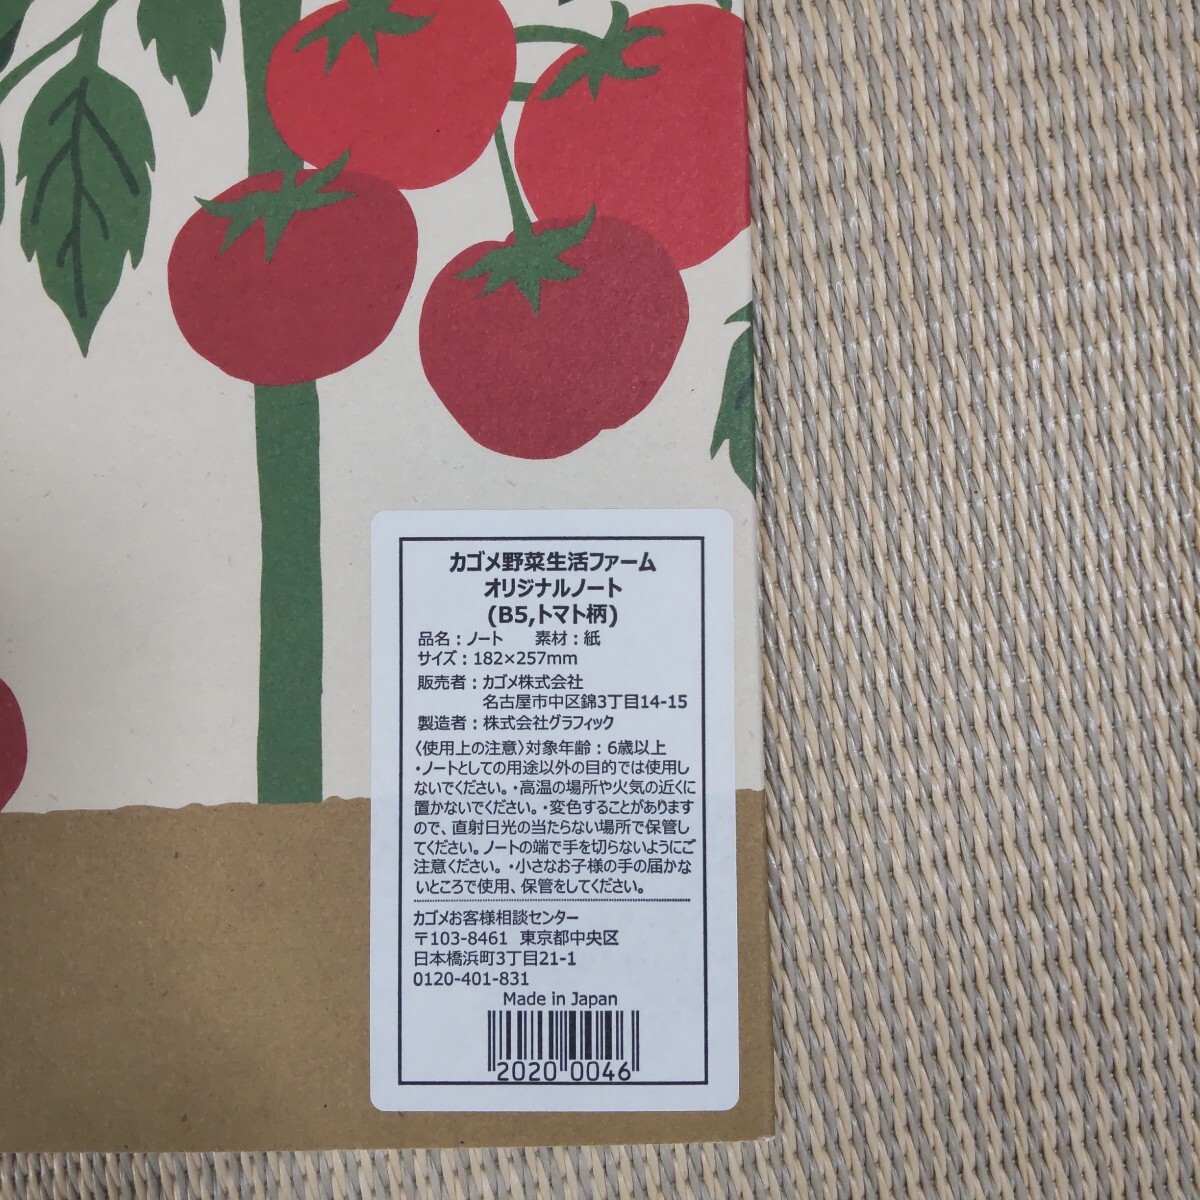 カゴメ野菜生活ファーム
オリジナルノート
(B5,トマト柄)
品名：ノート　　素材：紙
サイズ：182×257mm
販売者：カゴメ株式会社
名古屋市中区錦3丁目14-15
製造者：株式会社グラフィック
〈使用上の注意〉対象年齢：6歳以上
・ノートとしての用途以外の目的では使用し
ないでください。・高温の場所や火気の近くに
置かないでください。・変色することがあります
ので、直射日光の当たらない場所で保管し
てください。ノートの端で手を切らないようにご
注意ください。・小さなお子様の手の届かな
いところで使用、保管をしてください。
カゴメお客様相談センター
〒103-8461　東京都中央区
日本橋浜町3丁目21-1
0120-401-831
Made in Japan
2020 0046